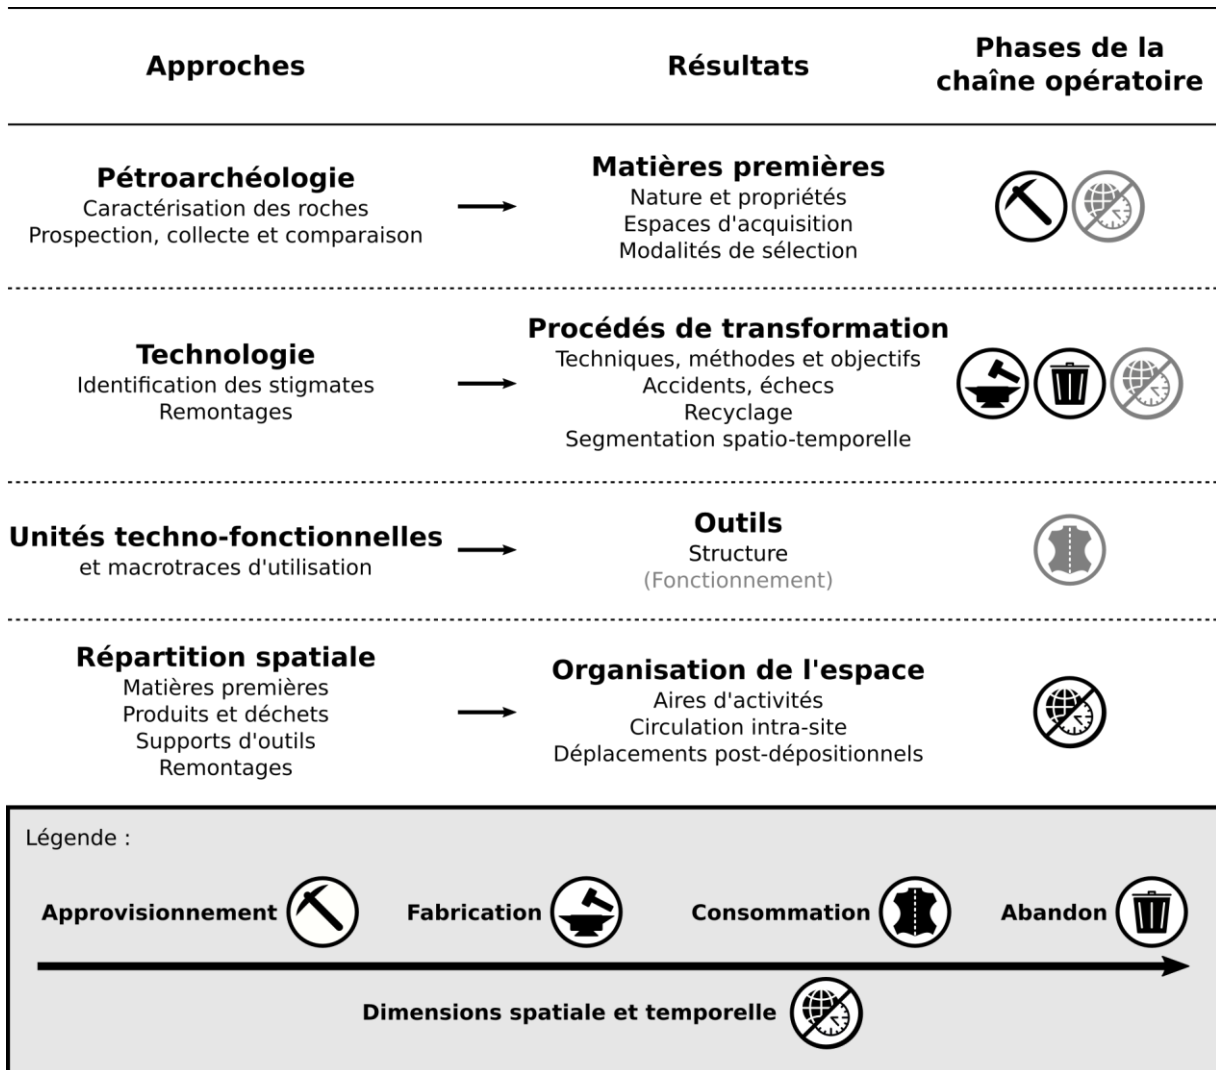 Approches
Résultats
Phases de la
chaîne opératoire
Pétroarchéologie
Caractérisation des roches
Prospection, collecte et comparaison
Matières premières
Nature et propriétés
Espaces d'acquisition
Modalités de sélection
Technologie
Identification des stigmates
Remontages
Procédés de transformation
Techniques, méthodes et objectifs
Accidents, échecs
Recyclage
Segmentation spatio-temporelle
Unités techno-fonctionnelles
et macrotraces d'utilisation
Outils
Structure
(Fonctionnement)
Répartition spatiale
Matières premières
Produits et déchets
Supports d'outils
Remontages
Organisation de l'espace
Aires d'activités
Circulation intra-site
Déplacements post-dépositionnels
Légende :
Approvisionnement
Fabrication
Consommation
Abandon
Dimensions spatiale et temporelle